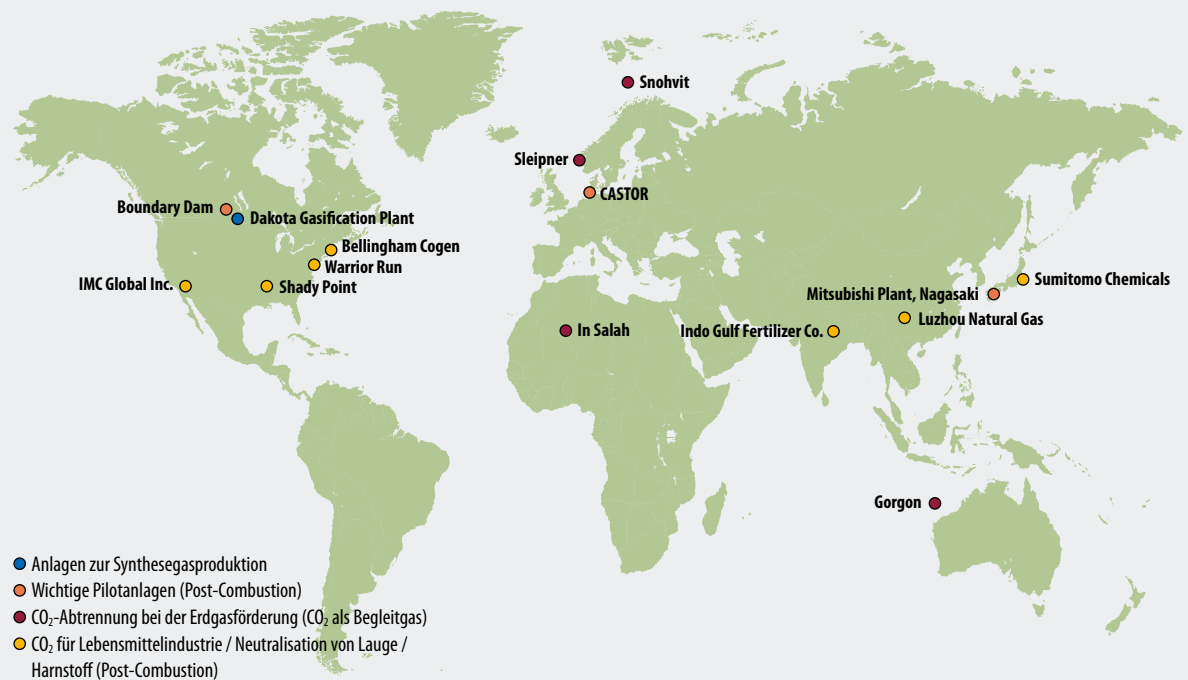 Snohvit
Sleipner
CASTOR
Boundary Dam
Dakota Gasification Plant
Bellingham Cogen
Warrior Run
IMC Global Inc.
Shady Point
Sumitomo Chemicals
Mitsubishi Plant, Nagasaki
Luzhou Natural Gas
Indo Gulf Fertilizer Co.
In Salah
Gorgon
Anlagen zur Synthesegasproduktion
Wichtige Pilotanlagen (Post-Combustion)
CO₂-Abtrennung bei der Erdgasförderung (CO₂ als Begleitgas)
CO₂ für Lebensmittelindustrie / Neutralisation von Lauge /
Harnstoff (Post-Combustion)